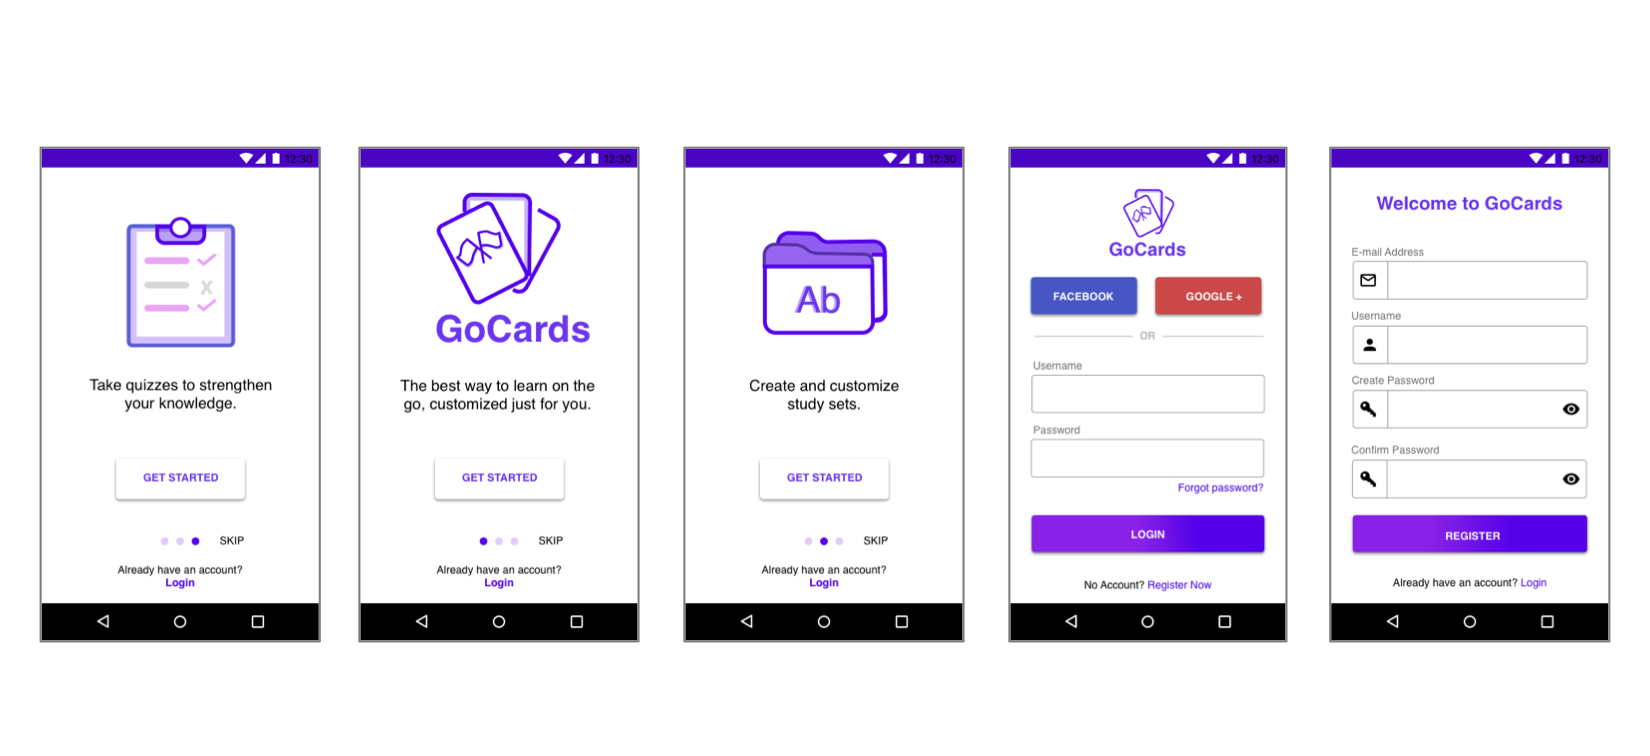 12:30
Take quizzes to strengthen
your knowledge.
GET STARTED
SKIP
Already have an account?
Login
12:30
GoCards
The best way to learn on the
go, customized just for you.
GET STARTED
SKIP
Already have an account?
Login
12:30
Ab
Create and customize
study sets.
GET STARTED
SKIP
Already have an account?
Login
12:30
GoCards
FACEBOOK
GOOGLE +
OR
Username
Password
Forgot password?
LOGIN
No Account? Register Now
12:30
Welcome to GoCards
E-mail Address
Username
Create Password
Confirm Password
REGISTER
Already have an account? Login